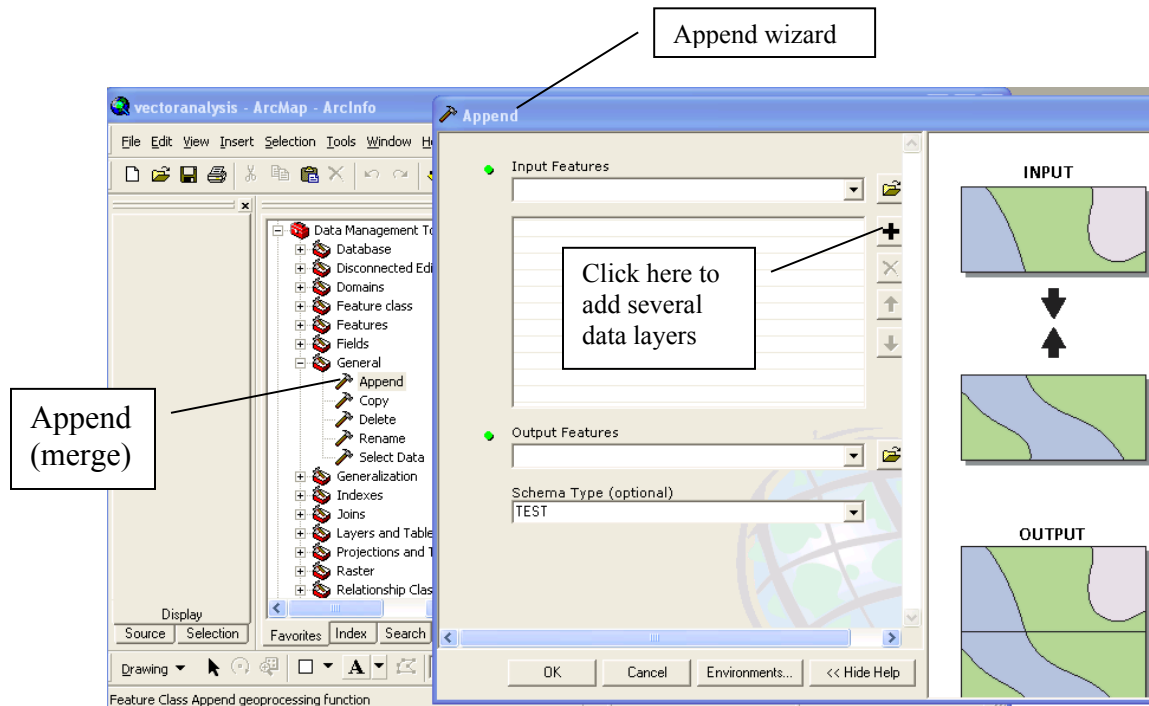 Append wizard
vectoranalysis - ArcMap - ArcInfo
Append
File Edit View Insert Selection Tools Window
Input Features
INPUT
Data Management To
Database
Disconnected Edi
Domains
Feature class
Features
Fields
General
Append
Copy
Delete
Rename
Select Data
Generalization
Indexes
Joins
Layers and Table
Projections and T
Raster
Relationship Clas
Click here to
add several
data layers
Append
(merge)
Output Features
Schema Type (optional)
TEST
OUTPUT
Display
Source Selection
Favorites Index Search
Drawing A
OK Cancel Environments... << Hide Help
Feature Class Append geoprocessing function